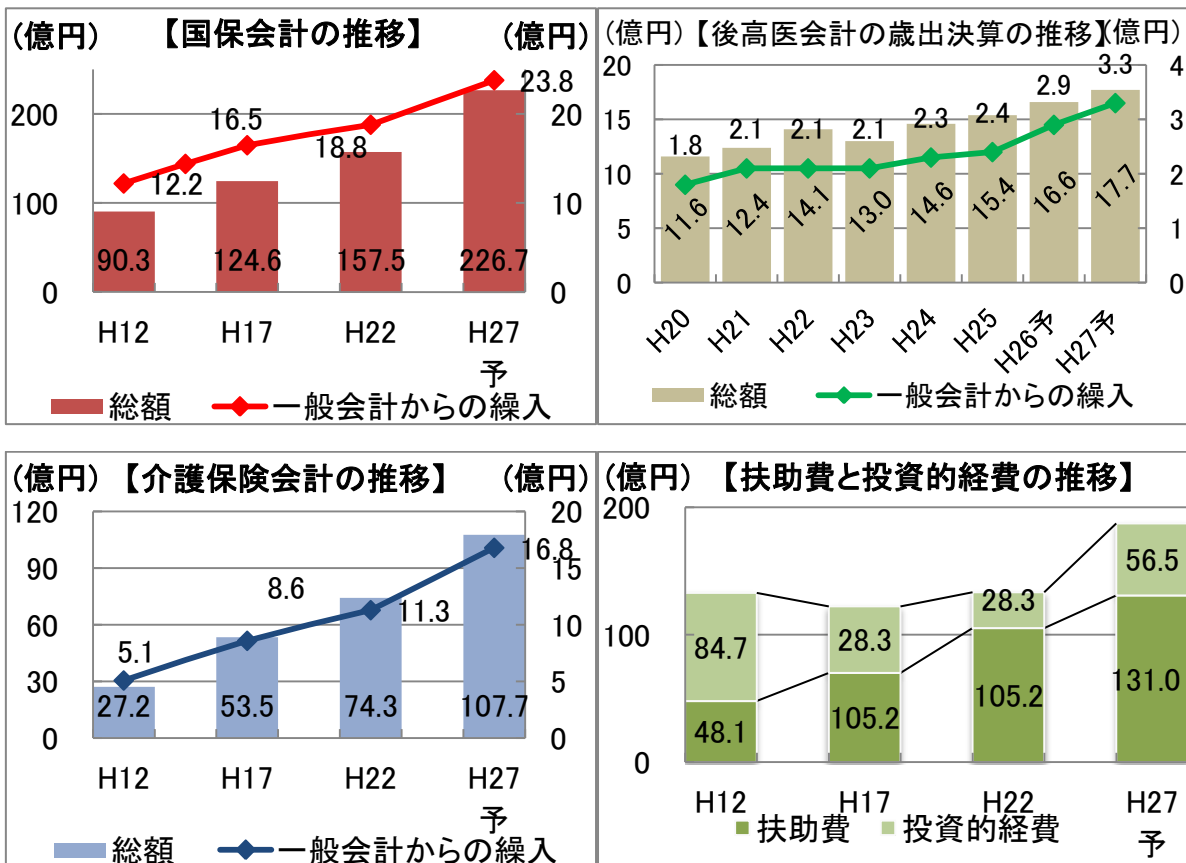 (億円) 【国保会計の推移】 (億円)
200
100
0
20
10
0
12.2
16.5
18.8
23.8
90.3
124.6
157.5
226.7
H12
H17
H22
H27
予
総額
一般会計からの繰入
(億円) 【後高医会計の歳出決算の推移】 (億円)
20
15
10
5
0
4
3
2
1
0
1.8
2.1
2.1
2.1
2.3
2.4
2.9
3.3
11.6
12.4
14.1
13.0
14.6
15.4
16.6
17.7
H20
H21
H22
H23
H24
H25
H26予
H27予
総額
一般会計からの繰入
(億円) 【介護保険会計の推移】 (億円)
120
90
60
30
0
20
15
10
5
0
5.1
8.6
11.3
16.8
27.2
53.5
74.3
107.7
H12
H17
H22
H27
予
総額
一般会計からの繰入
(億円) 【扶助費と投資的経費の推移】
200
100
0
84.7
28.3
28.3
56.5
48.1
105.2
105.2
131.0
H12
H17
H22
H27
予
扶助費
投資的経費